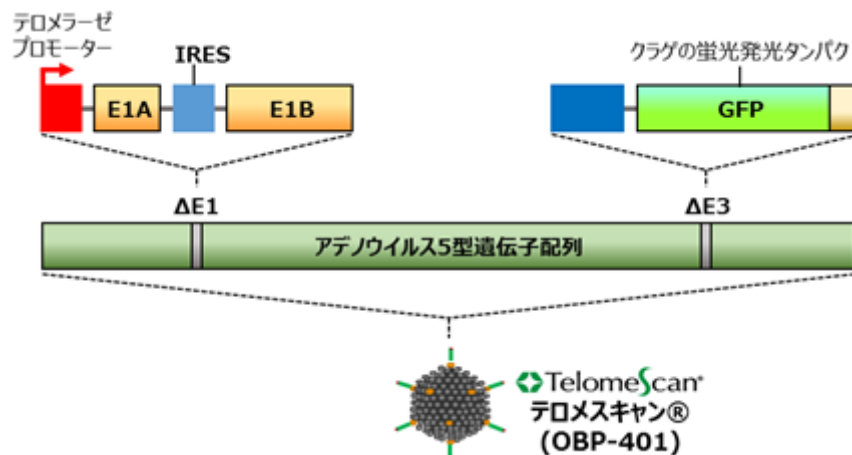 テロメラーゼ
プロモーター
IRES
クラゲの蛍光発光タンパク
E1A
E1B
GFP
ΔE1
ΔE3
アデノウイルス5型遺伝子配列
TelomeScan®
テロメスキャン®
(OBP-401)